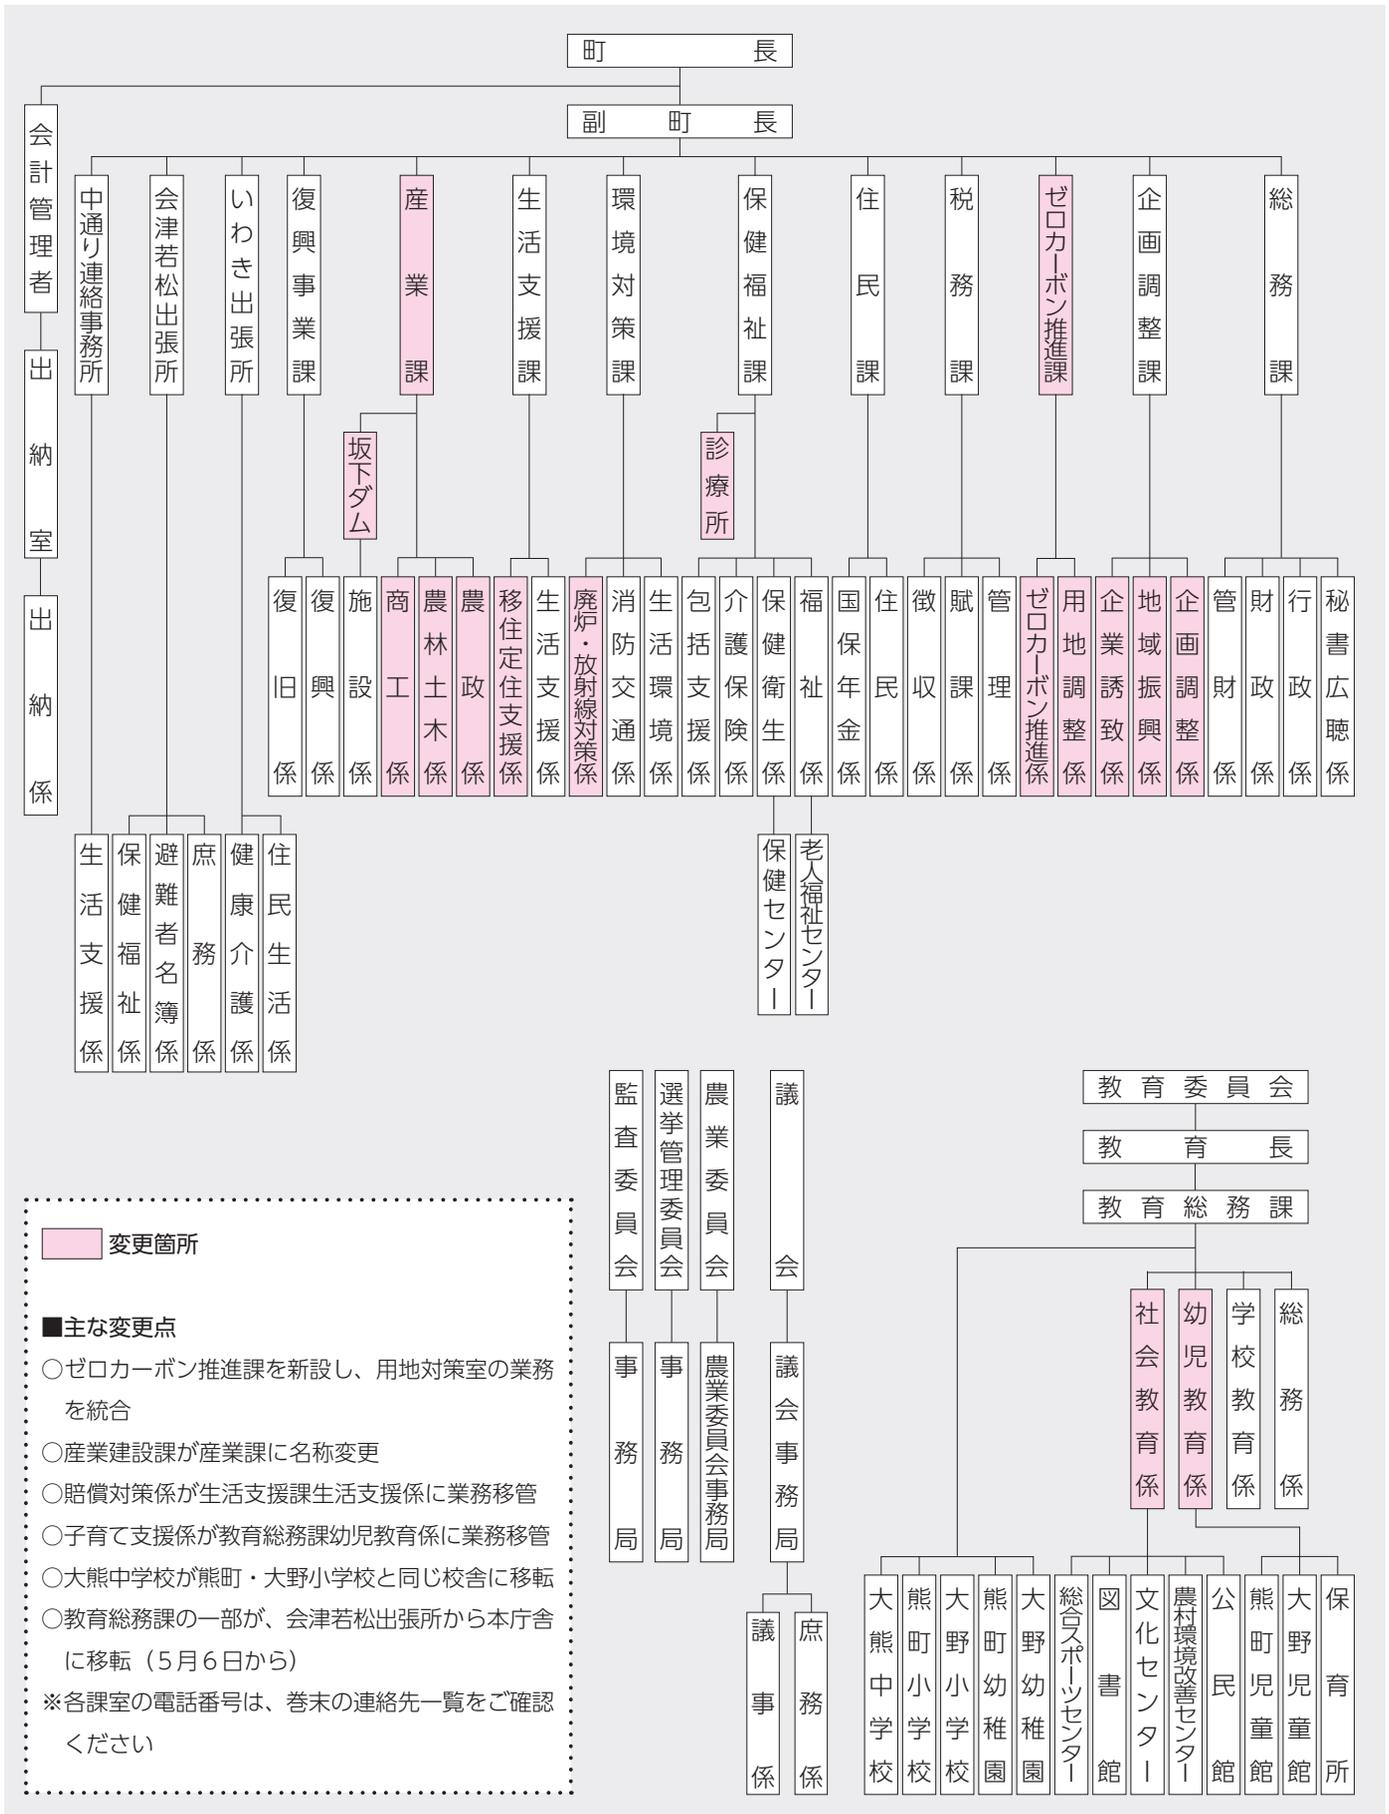 町長
副町長
会計管理者
出納室
出納係
中通り連絡事務所
会津若松出張所
いわき出張所
復興事業課
産業課
生活支援課
環境対策課
保健福祉課
住民課
税務課
ゼロカーボン推進課
企画調整課
総務課
坂下ダム
診療所
復旧係
復興係
施設係
商工係
農林土木係
農政係
移住定住支援係
生活支援係
廃炉・放射線対策係
消防交通係
生活環境係
包括支援係
介護保険係
保健衛生係
福祉係
国保年金係
住民係
徴収係
賦課係
管理係
ゼロカーボン推進係
用地調整係
企業誘致係
地域振興係
企画調整係
管財係
財政係
行政係
秘書広聴係
生活支援係
保健福祉係
避難者名簿係
庶務係
健康介護係
住民生活係
保健センター
老人福祉センター
監査委員会
選挙管理委員会
農業委員会
議会
事務局
事務局
農業委員会事務局
議会事務局
議事係
庶務係
教育委員会
教育長
教育総務課
社会教育係
幼児教育係
学校教育係
総務係
大熊中学校
熊町小学校
大野小学校
熊町幼稚園
大野幼稚園
総合スポーツセンター
図書館
文化センター
農村環境改善センター
公民館
熊町児童館
大野児童館
保育所
変更箇所
■主な変更点
○ゼロカーボン推進課を新設し、用地対策室の業務
を統合
○産業建設課が産業課に名称変更
○賠償対策係が生活支援課生活支援係に業務移管
○子育て支援係が教育総務課幼児教育係に業務移管
○大熊中学校が熊町・大野小学校と同じ校舎に移転
○教育総務課の一部が、会津若松出張所から本庁舎
に移転（５月６日から）
※各課室の電話番号は、巻末の連絡先一覧をご確認
ください